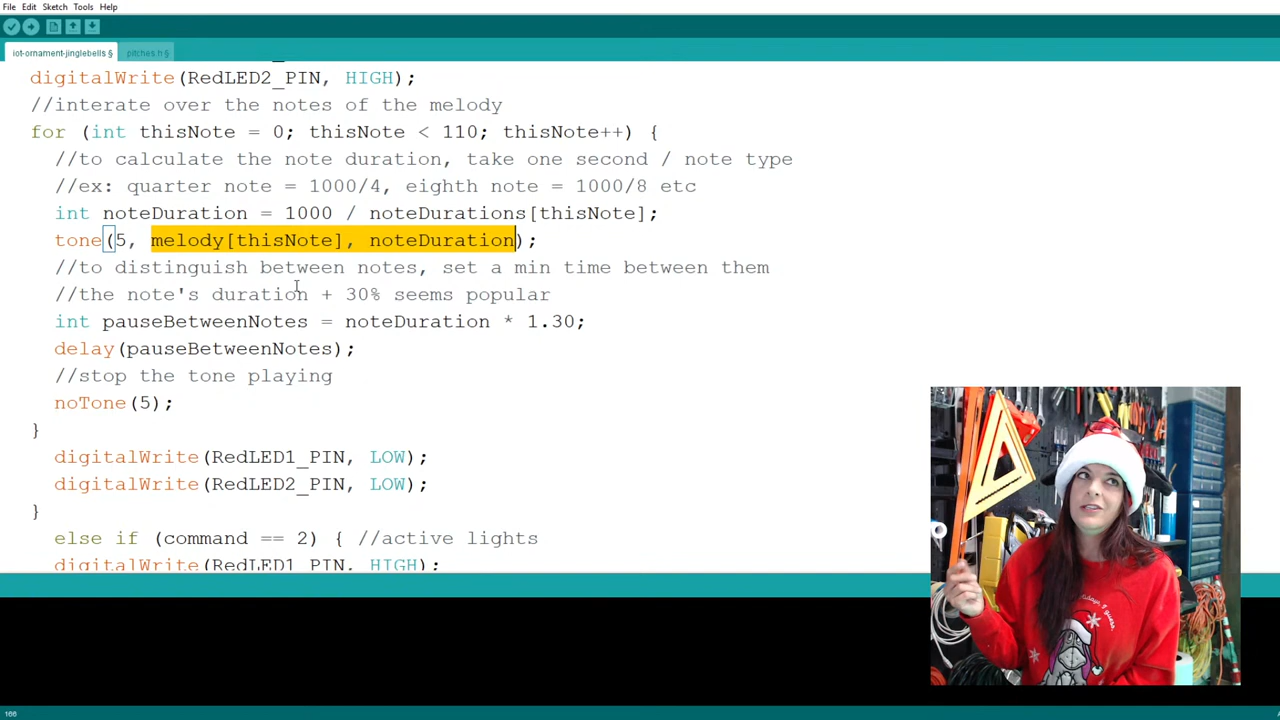 File Edit Sketch Tools Help
iot-ornament-jinglebells § pitches.h §
digitalWrite(RedLED2_PIN, HIGH);
//interate over the notes of the melody
for (int thisNote = 0; thisNote < 110; thisNote++) {
//to calculate the note duration, take one second / note type
//ex: quarter note = 1000/4, eighth note = 1000/8 etc
int noteDuration = 1000 / noteDurations[thisNote];
tone(5, melody[thisNote], noteDuration);
//to distinguish between notes, set a min time between them
//the note's duration + 30% seems popular
int pauseBetweenNotes = noteDuration * 1.30;
delay(pauseBetweenNotes);
//stop the tone playing
noTone(5);
}
digitalWrite(RedLED1_PIN, LOW);
digitalWrite(RedLED2_PIN, LOW);
}
else if (command == 2) { //active lights
digitalWrite(RedLED1_PIN, HIGH);
166